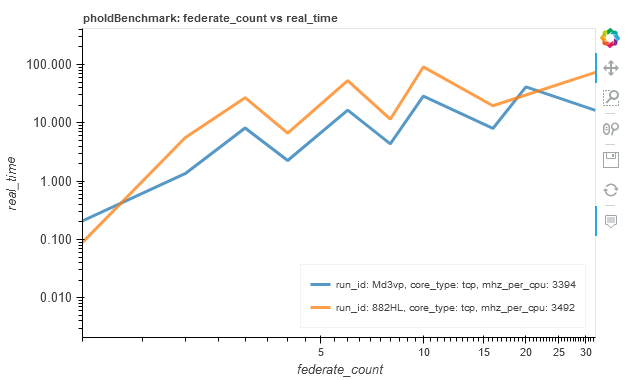 pholdBenchmark: federate_count vs real_time
100.000
10.000
1.000
0.100
0.010
real_time
run_id: Md3vp, core_type: tcp, mhz_per_cpu: 3394
run_id: 882HL, core_type: tcp, mhz_per_cpu: 3492
5 10 15 20 25 30
federate_count